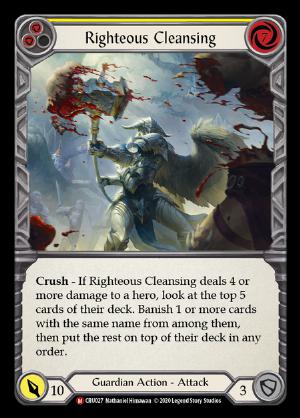 Righteous Cleansing
7
Crush - If Righteous Cleansing deals 4 or
more damage to a hero, look at the top 5
cards of their deck. Banish 1 or more cards
with the same name from among them,
then put the rest on top of their deck in any
order.
10
Guardian Action - Attack
3
M CRU027 Nathaniel Himawan © 2020 Legend Story Studios